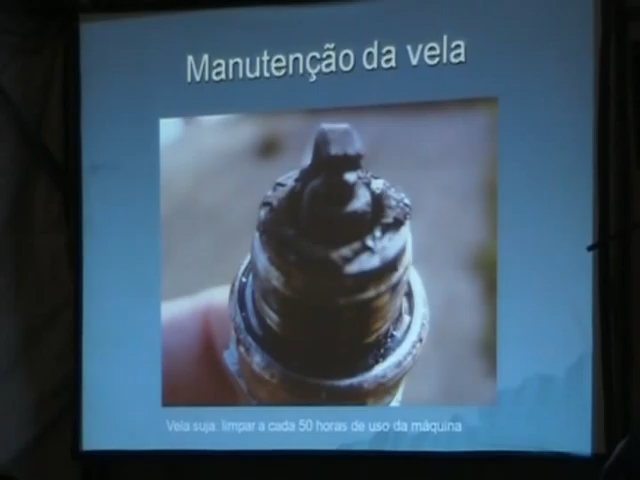 Manutenção da vela
Vela suja: limpar a cada 50 horas de uso da máquina